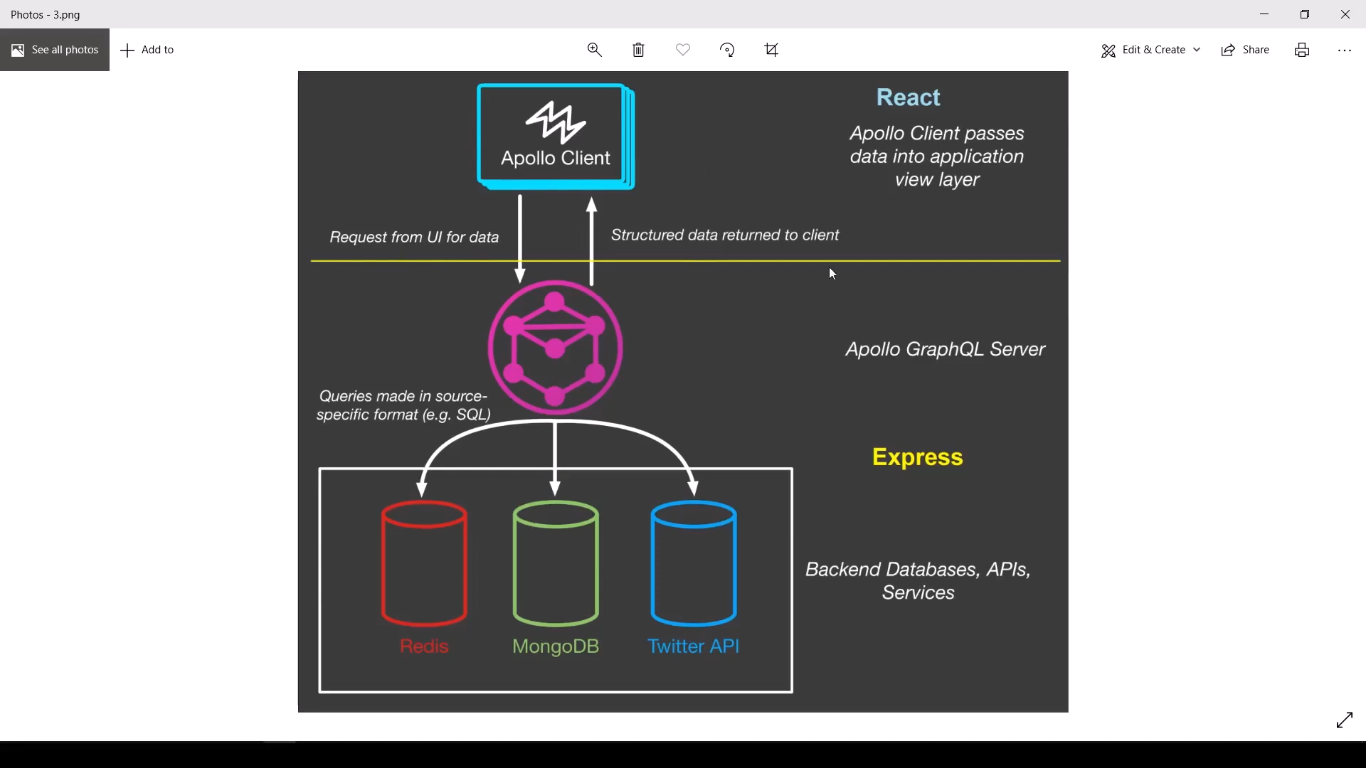 Photos - 3.png
See all photos
Add to
Edit & Create
Share
Apollo Client
React
Apollo Client passes
data into application
view layer
Request from UI for data
Structured data returned to client
Apollo GraphQL Server
Queries made in source-
specific format (e.g. SQL)
Express
Redis
MongoDB
Twitter API
Backend Databases, APIs,
Services